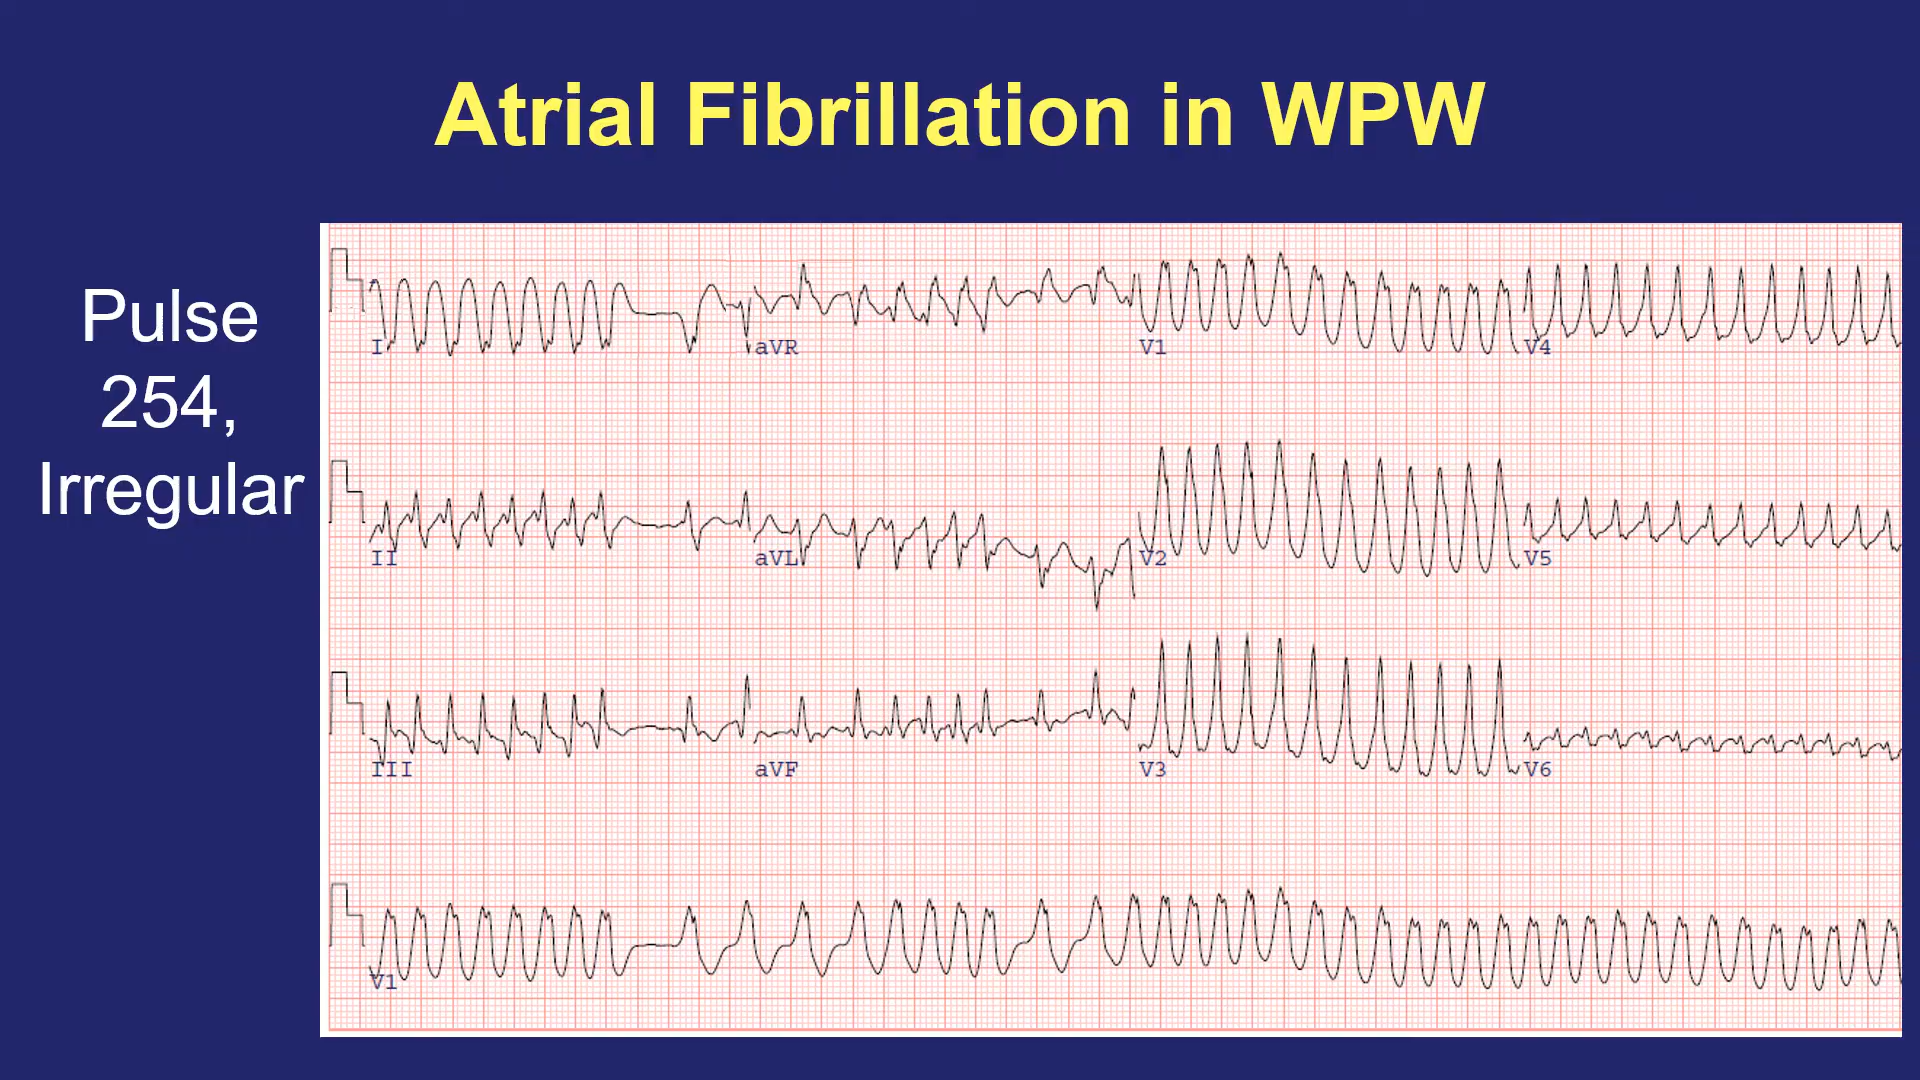 Atrial Fibrillation in WPW
Pulse
254,
Irregular
I
aVR
V1
V4
II
aVL
V2
V5
III
aVF
V3
V6
V1